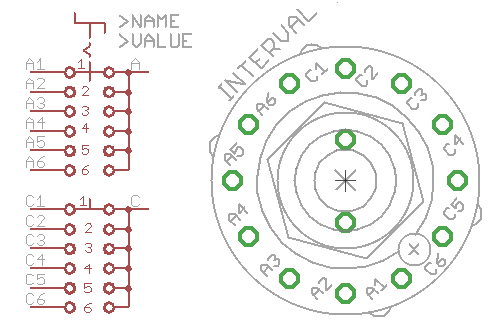 >NAME
>VALUE
A1 1 A
A2 2
A3 3
A4 4
A5 5
A6 6
C1 1 C
C2 2
C3 3
C4 4
C5 5
C6 6
INTERVAL
C1
C2
C3
C4
C5
C6
A1
A2
A3
A4
A5
A6